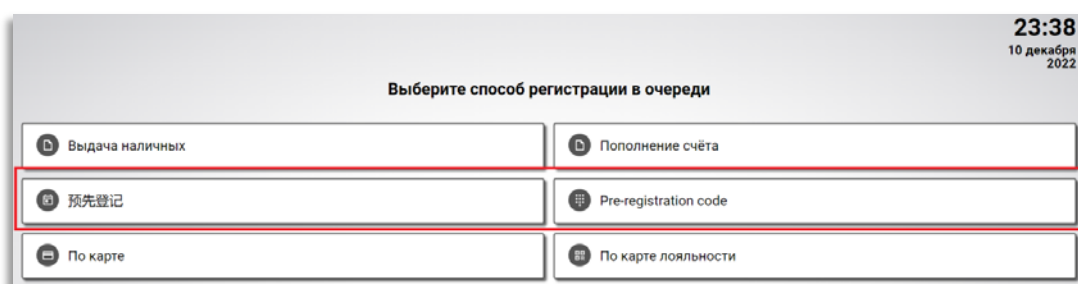 23:38
10 декабря
2022
Выберите способ регистрации в очереди
Выдача наличных
Пополнение счёта
预先登记
Pre-registration code
По карте
По карте лояльности